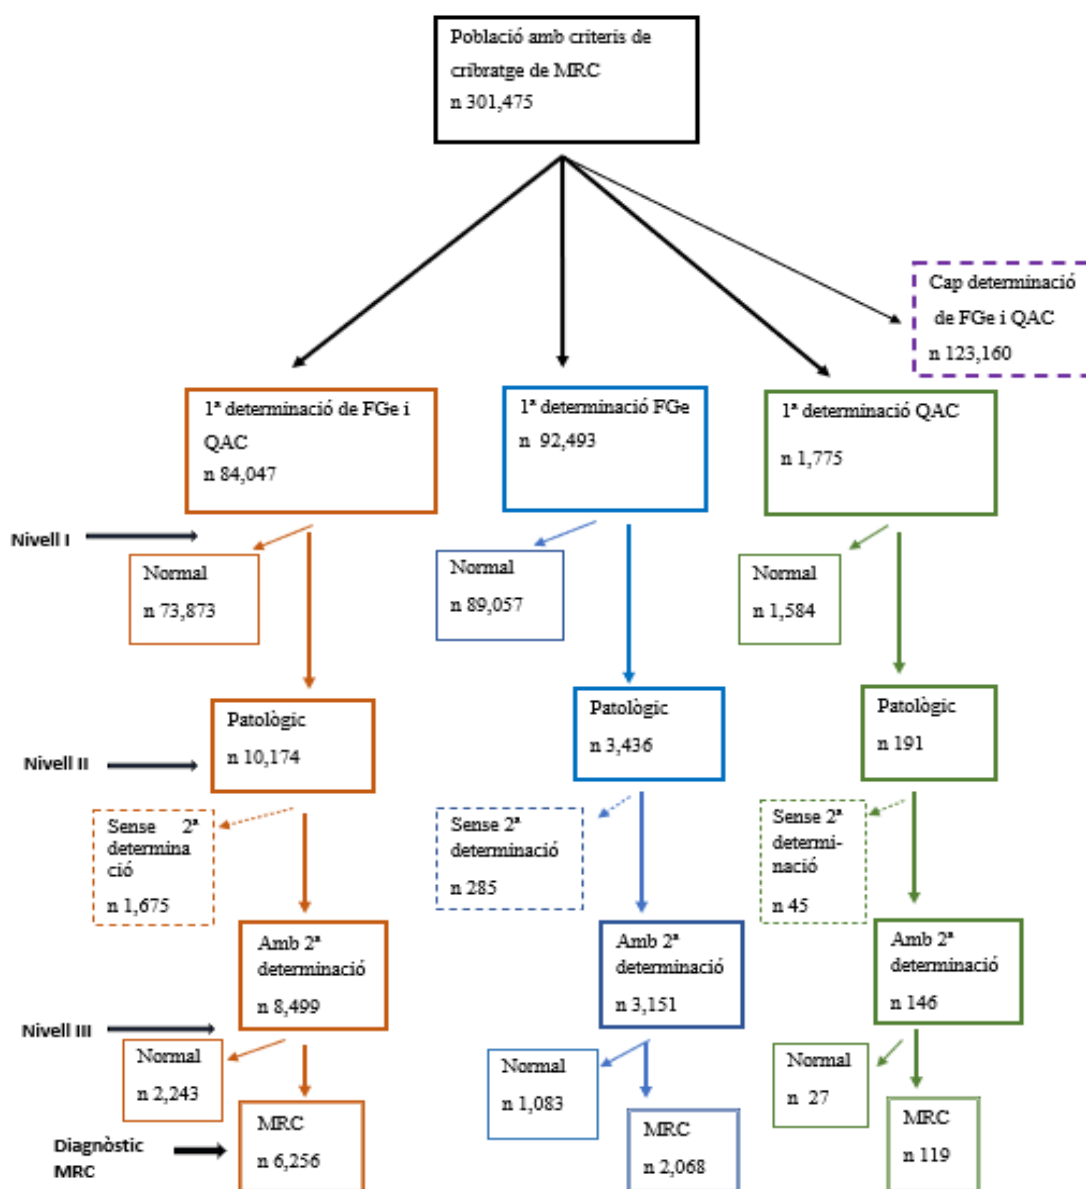 Població amb criteris de
cribratge de MRC
n 301,475
Cap determinació
de FGe i QAC
n 123,160
1ª determinació de FGe i
QAC
n 84,047
1ª determinació FGe
n 92,493
1ª determinació QAC
n 1,775
Nivell I
Normal
n 73,873
Normal
n 89,057
Normal
n 1,584
Patològic
n 10,174
Patològic
n 3,436
Patològic
n 191
Nivell II
Sense 2ª
determina
ció
n 1,675
Sense 2ª
determinació
n 285
Sense 2ª
determi-
nació
n 45
Amb 2ª
determinació
n 8,499
Amb 2ª
determinació
n 3,151
Amb 2ª
determinació
n 146
Nivell III
Normal
n 2,243
Normal
n 1,083
Normal
n 27
Diagnòstic
MRC
MRC
n 6,256
MRC
n 2,068
MRC
n 119